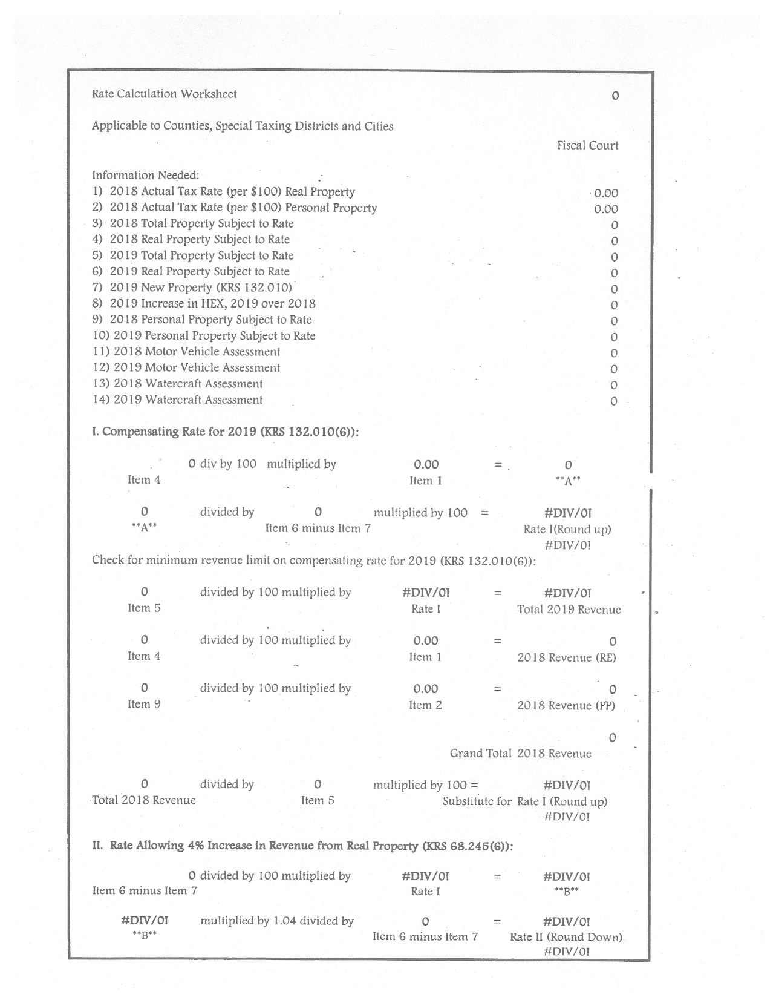 Rate Calculation Worksheet 0
Applicable to Counties, Special Taxing Districts and Cities
Fiscal Court
Information Needed:
1) 2018 Actual Tax Rate (per $100) Real Property 0.00
2) 2018 Actual Tax Rate (per $100) Personal Property 0.00
3) 2018 Total Property Subject to Rate 0
4) 2018 Real Property Subject to Rate 0
5) 2019 Total Property Subject to Rate 0
6) 2019 Real Property Subject to Rate 0
7) 2019 New Property (KRS 132.010) 0
8) 2019 Increase in HEX, 2019 over 2018 0
9) 2018 Personal Property Subject to Rate 0
10) 2019 Personal Property Subject to Rate 0
11) 2018 Motor Vehicle Assessment 0
12) 2019 Motor Vehicle Assessment 0
13) 2018 Watercraft Assessment 0
14) 2019 Watercraft Assessment 0
I. Compensating Rate for 2019 (KRS 132.010(6)):
0 div by 100 multiplied by 0.00 = 0
Item 4 Item 1 **A**
0 divided by 0 multiplied by 100 = #DIV/0!
**A** Item 6 minus Item 7 Rate I(Round up)
#DIV/0!
Check for minimum revenue limit on compensating rate for 2019 (KRS 132.010(6)):
0 divided by 100 multiplied by #DIV/0! = #DIV/0!
Item 5 Rate I Total 2019 Revenue
0 divided by 100 multiplied by 0.00 = 0
Item 4 Item 1 2018 Revenue (RE)
0 divided by 100 multiplied by 0.00 = 0
Item 9 Item 2 2018 Revenue (PP)
0
Grand Total 2018 Revenue
0 divided by 0 multiplied by 100 = #DIV/0!
Total 2018 Revenue Item 5 Substitute for Rate I (Round up)
#DIV/0!
II. Rate Allowing 4% Increase in Revenue from Real Property (KRS 68.245(6)):
0 divided by 100 multiplied by #DIV/0! = #DIV/0!
Item 6 minus Item 7 Rate I **B**
#DIV/0! multiplied by 1.04 divided by 0 = #DIV/0!
**B** Item 6 minus Item 7 Rate II (Round Down)
#DIV/0!